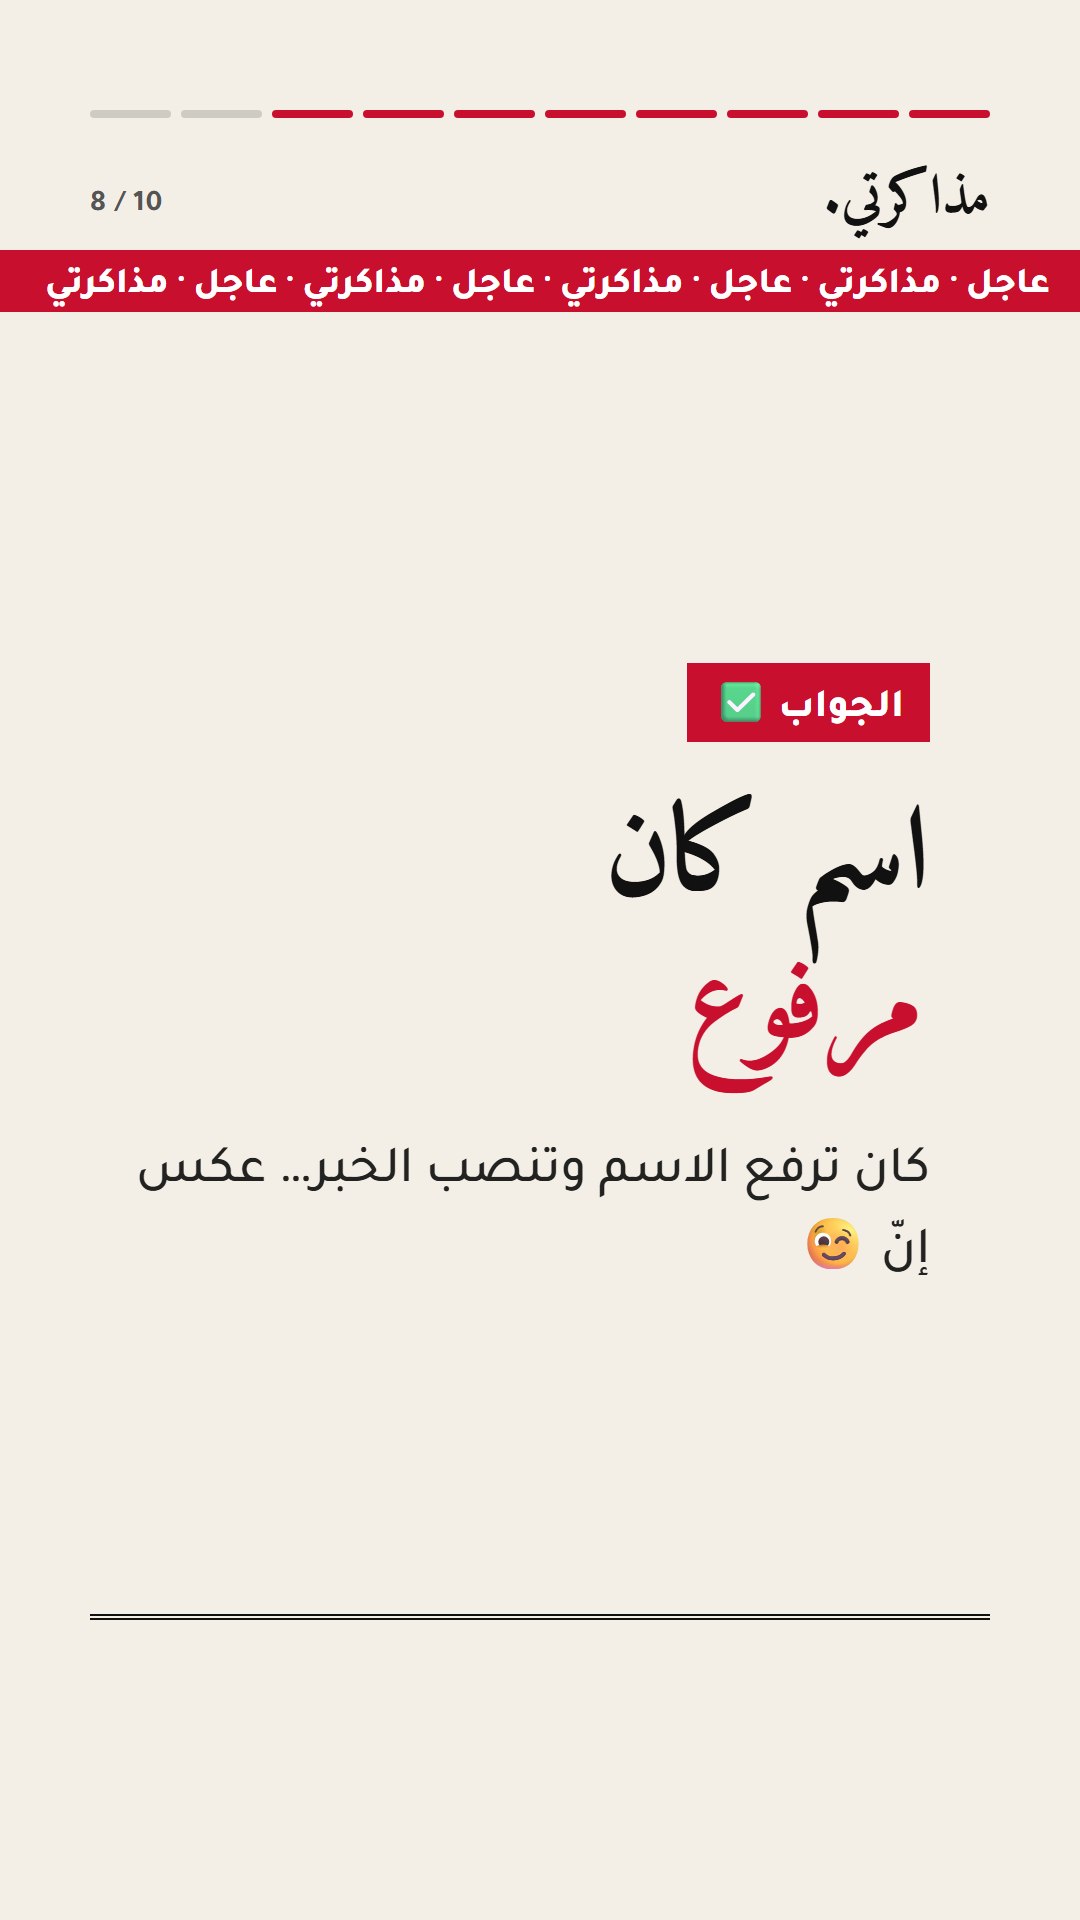 مذاكرتي.
8 / 10
عاجل · مذاكرتي · عاجل · مذاكرتي · عاجل · مذاكرتي · عاجل · مذاكرتي
الجواب ✅
اسم كان
مرفوع
كان ترفع الاسم وتنصب الخبر... عكس
إنّ 😉